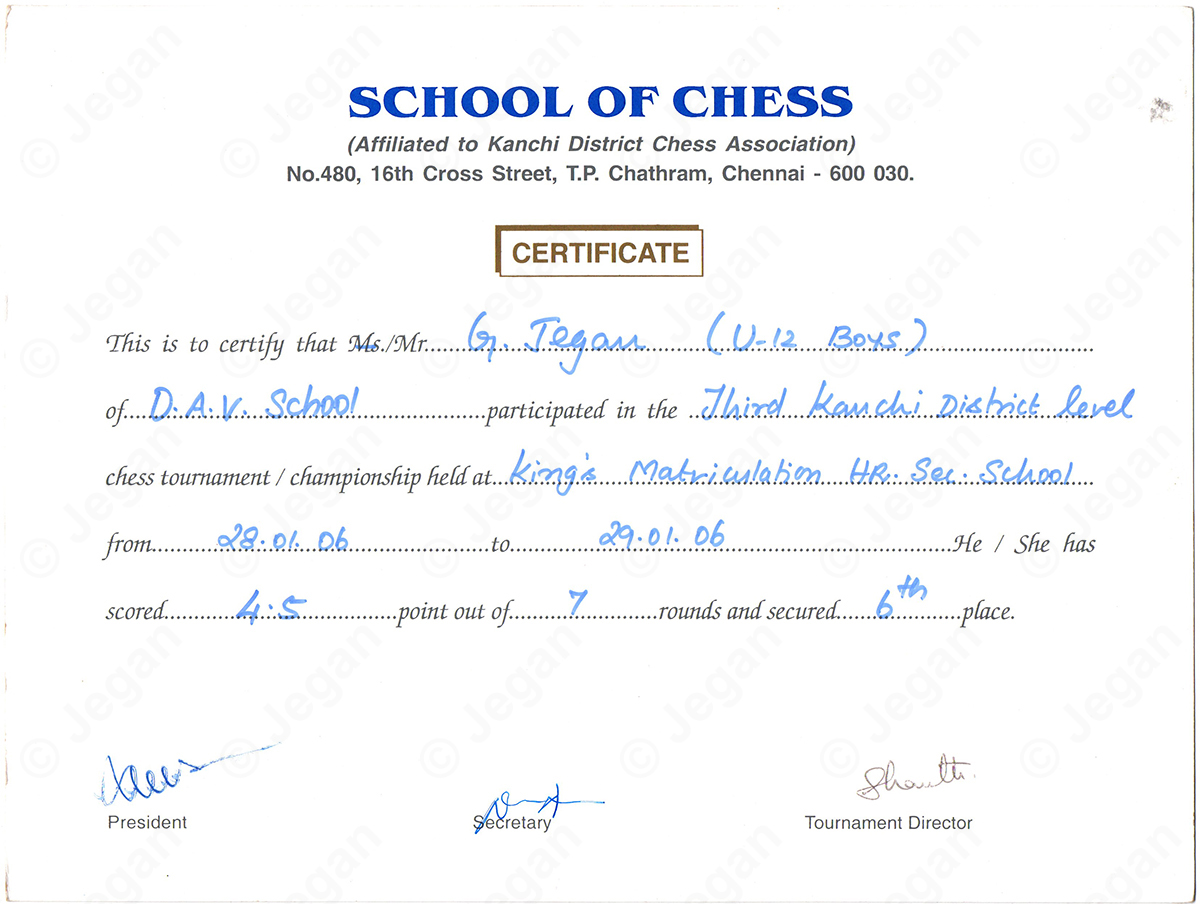 SCHOOL OF CHESS
(Affiliated to Kanchi District Chess Association)
No.480, 16th Cross Street, T.P. Chathram, Chennai - 600 030.
CERTIFICATE
This is to certify that Ms./Mr. G. Jegan (U-12 Boys)
of D.A.V. School participated in the Third Kanchi District level
chess tournament / championship held at King's Matriculation HR. Sec. School
from 28.01.06 to 29.01.06 He / She has
scored 4.5 point out of 7 rounds and secured 6th place.
President Secretary Tournament Director
© Jegan